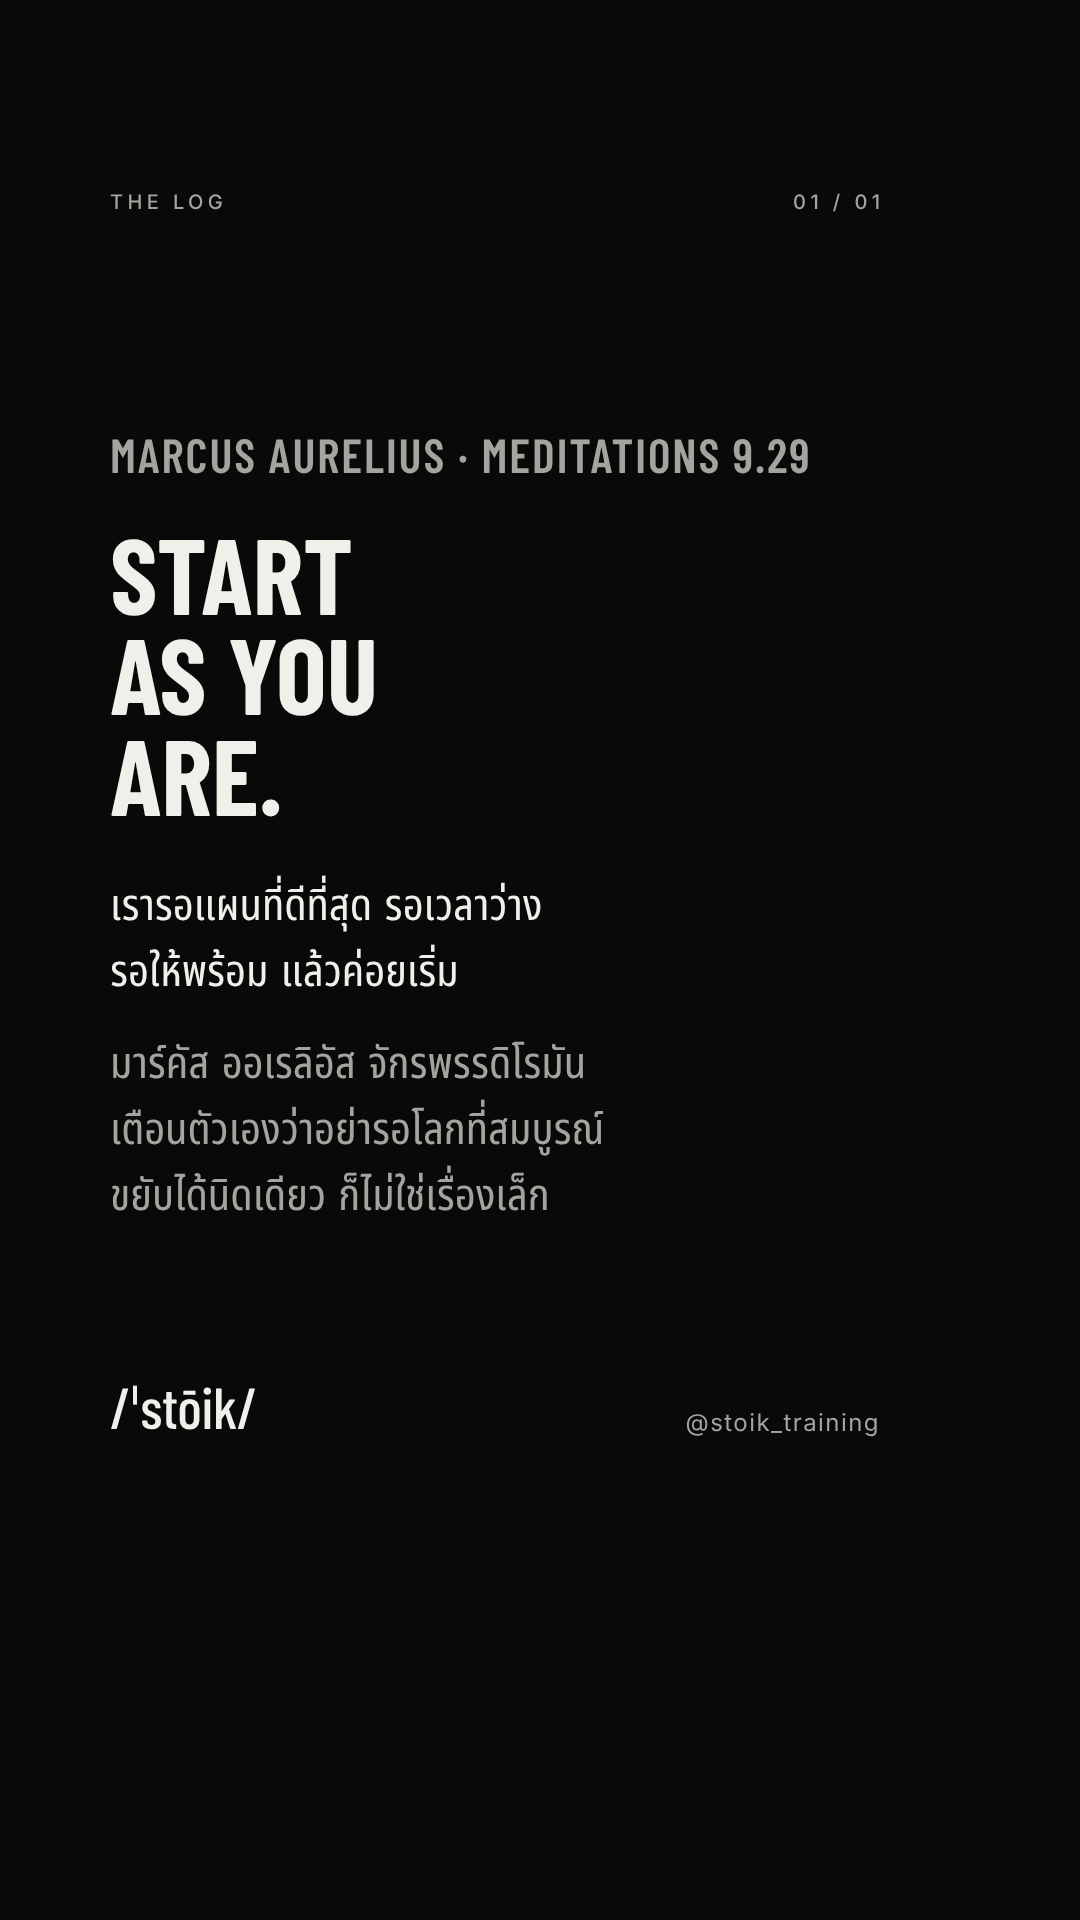 THE LOG
01 / 01
MARCUS AURELIUS · MEDITATIONS 9.29
START
AS YOU
ARE.
เรารอแผนที่ดีที่สุด รอเวลาว่าง
รอให้พร้อม แล้วค่อยเริ่ม
มาร์คัส ออเรลิอัส จักรพรรดิโรมัน
เตือนตัวเองว่าอย่ารอโลกที่สมบูรณ์
ขยับได้นิดเดียว ก็ไม่ใช่เรื่องเล็ก
/ˈstōik/
@stoik_training